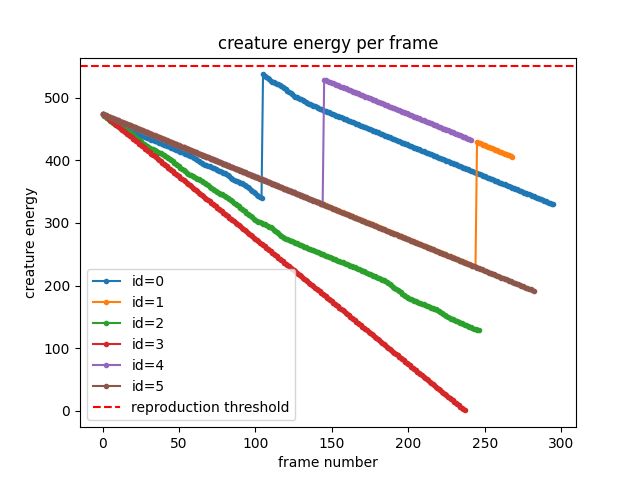 creature energy per frame
creature energy
500
400
300
200
100
0
id=0
id=1
id=2
id=3
id=4
id=5
reproduction threshold
0 50 100 150 200 250 300
frame number